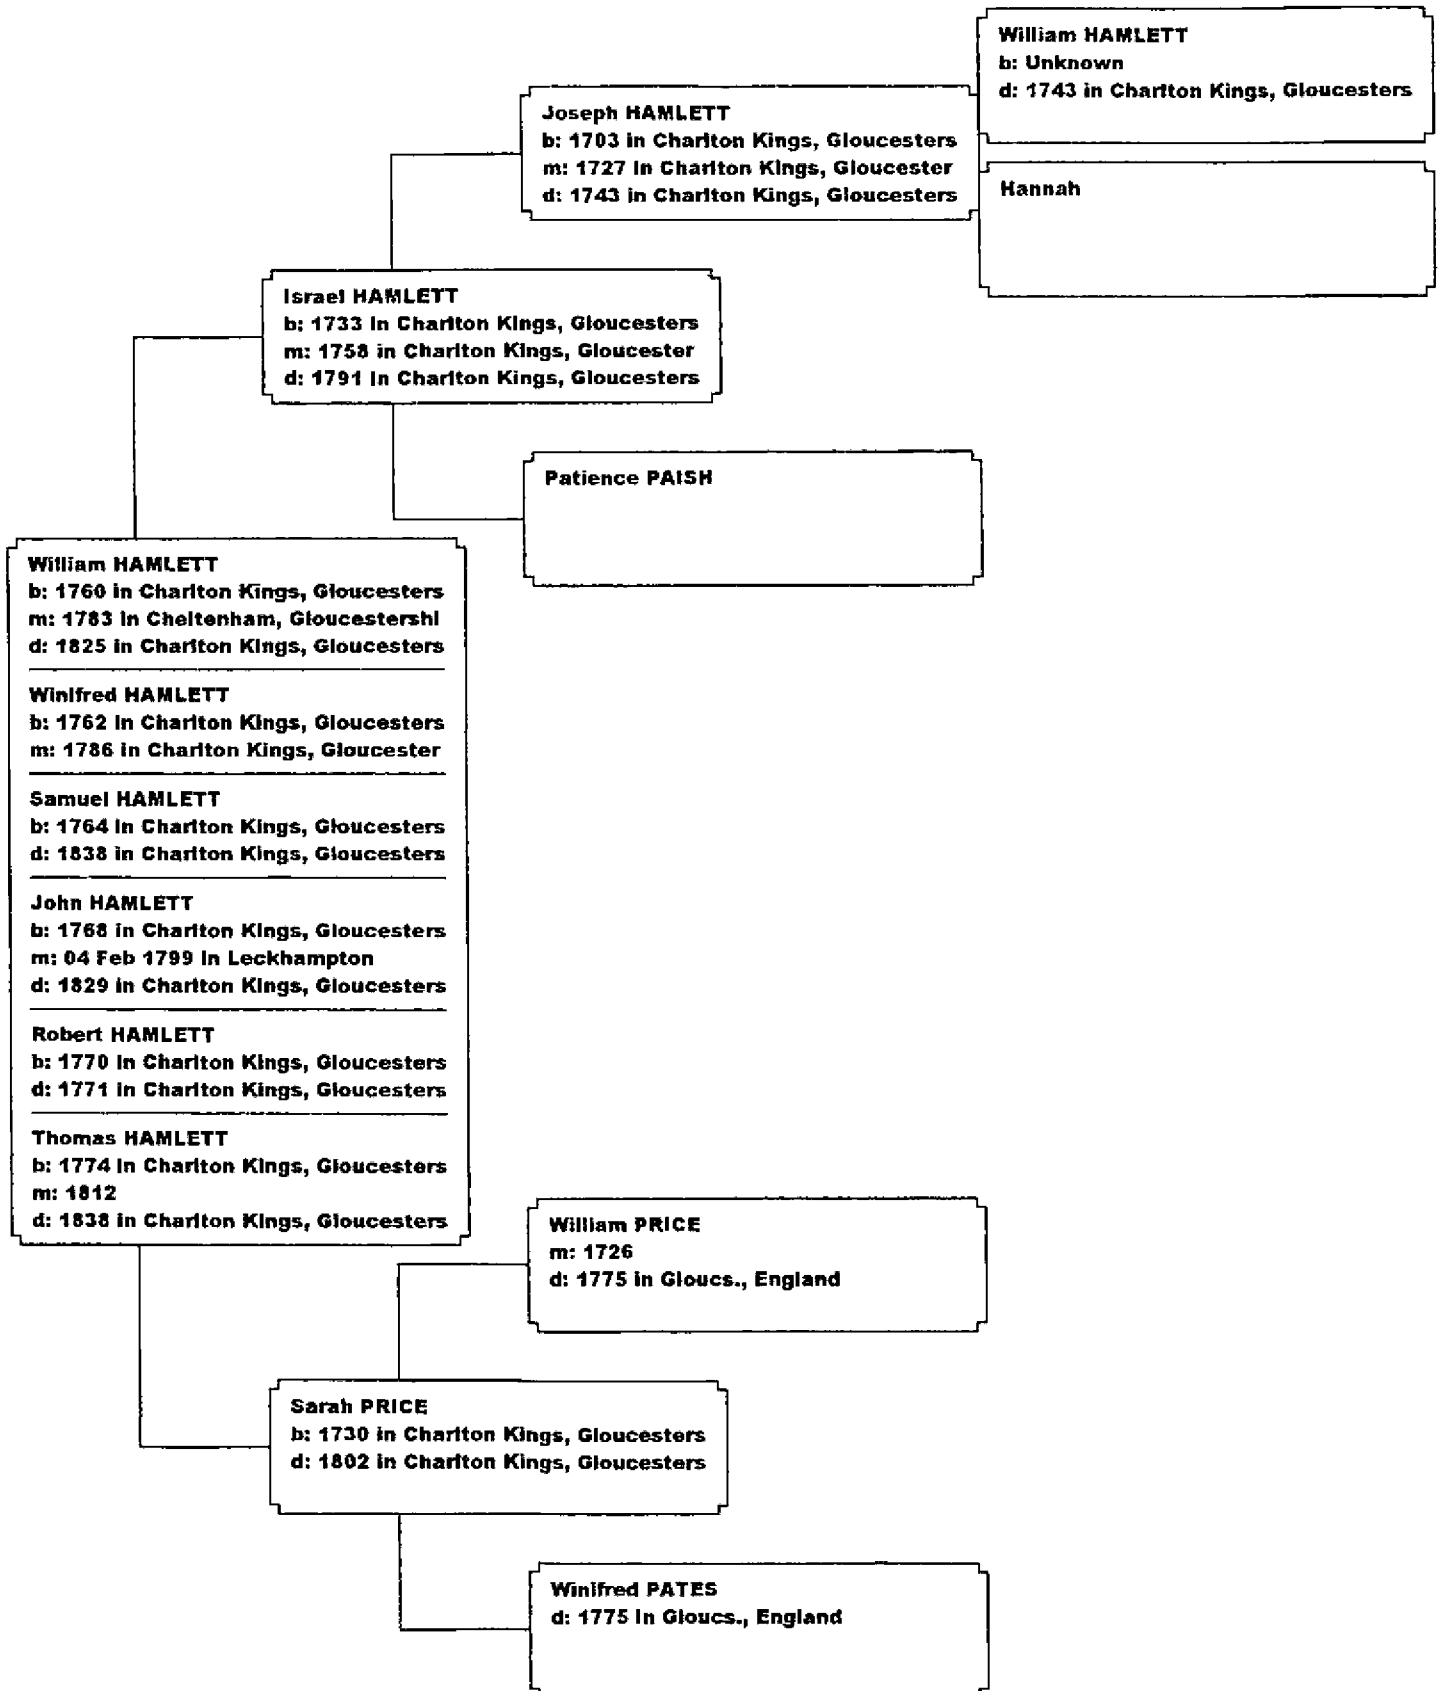 William HAMLETT
b: Unknown
d: 1743 in Charlton Kings, Gloucesters
Joseph HAMLETT
b: 1703 in Charlton Kings, Gloucesters
m: 1727 in Charlton Kings, Gloucester
d: 1743 in Charlton Kings, Gloucesters
Hannah
Israel HAMLETT
b: 1733 in Charlton Kings, Gloucesters
m: 1758 in Charlton Kings, Gloucester
d: 1791 in Charlton Kings, Gloucesters
Patience PAISH
William HAMLETT
b: 1760 in Charlton Kings, Gloucesters
m: 1783 in Cheltenham, Gloucestershi
d: 1825 in Charlton Kings, Gloucesters
Winifred HAMLETT
b: 1762 in Charlton Kings, Gloucesters
m: 1786 in Charlton Kings, Gloucester
Samuel HAMLETT
b: 1764 in Charlton Kings, Gloucesters
d: 1838 in Charlton Kings, Gloucesters
John HAMLETT
b: 1768 in Charlton Kings, Gloucesters
m: 04 Feb 1799 in Leckhampton
d: 1829 in Charlton Kings, Gloucesters
Robert HAMLETT
b: 1770 in Charlton Kings, Gloucesters
d: 1771 in Charlton Kings, Gloucesters
Thomas HAMLETT
b: 1774 in Charlton Kings, Gloucesters
m: 1812
d: 1838 in Charlton Kings, Gloucesters
William PRICE
m: 1726
d: 1775 in Gloucs., England
Sarah PRICE
b: 1730 in Charlton Kings, Gloucesters
d: 1802 in Charlton Kings, Gloucesters
Winifred PATES
d: 1775 in Gloucs., England